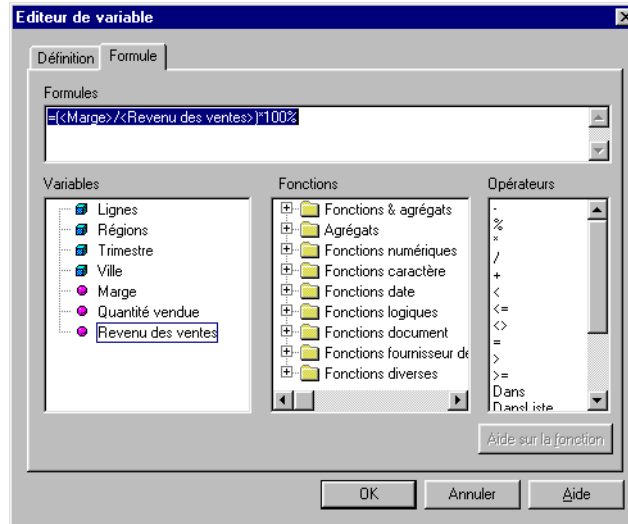 Editeur de variable
Définition
Formule
Formules
=(<Marge>/<Revenu des ventes>)*100%
Variables
Lignes
Régions
Trimestre
Ville
Marge
Quantité vendue
Revenu des ventes
Fonctions
Fonctions & agrégats
Agrégats
Fonctions numériques
Fonctions caractère
Fonctions date
Fonctions logiques
Fonctions document
Fonctions fournisseur de
Fonctions diverses
Opérateurs
-
%
*
/
+
<
<=
<>
=
>
>=
Dans
DansListe
Aide sur la fonction
OK
Annuler
Aide